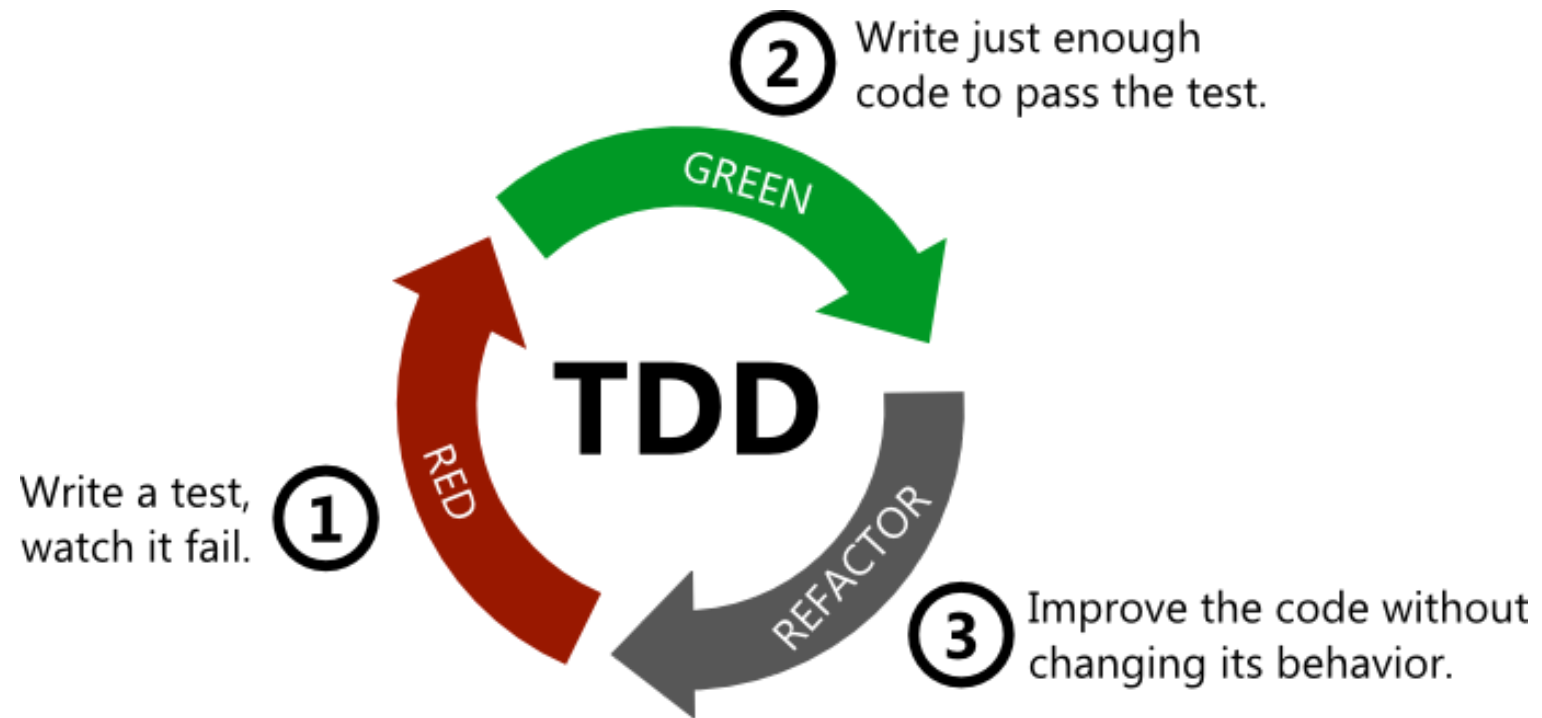 2
Write just enough
code to pass the test.
GREEN
TDD
RED
Write a test,
watch it fail.
1
REFACTOR
3
Improve the code without
changing its behavior.